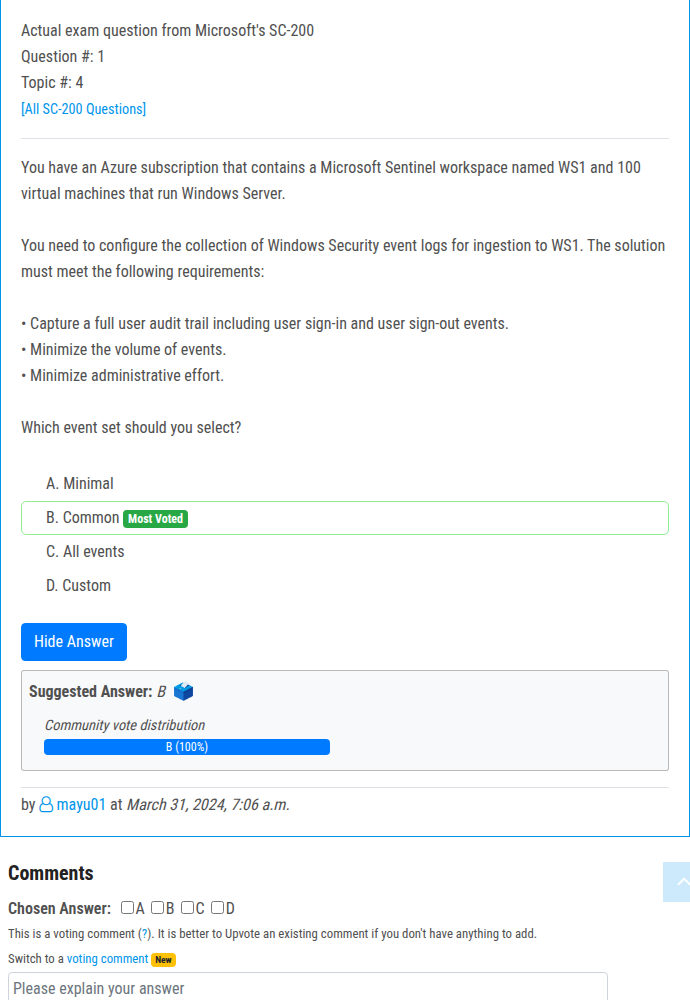 Actual exam question from Microsoft's SC-200
Question #: 1
Topic #: 4
[All SC-200 Questions]
You have an Azure subscription that contains a Microsoft Sentinel workspace named WS1 and 100
virtual machines that run Windows Server.
You need to configure the collection of Windows Security event logs for ingestion to WS1. The solution
must meet the following requirements:
• Capture a full user audit trail including user sign-in and user sign-out events.
• Minimize the volume of events.
• Minimize administrative effort.
Which event set should you select?
A. Minimal
B. Common Most Voted
C. All events
D. Custom
Hide Answer
Suggested Answer: B
Community vote distribution
B (100%)
by mayu01 at March 31, 2024, 7:06 a.m.
Comments
Chosen Answer: A B C D
This is a voting comment (?). It is better to Upvote an existing comment if you don't have anything to add.
Switch to a voting comment New
Please explain your answer